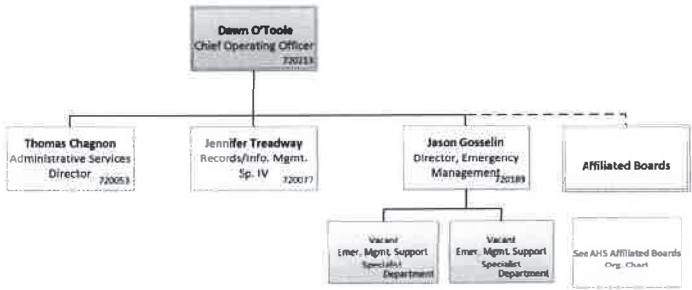 Dawn O'Toole
Chief Operating Officer
720213
Thomas Chagnon
Administrative Services
Director
720053
Jennifer Treadway
Records/Info. Mgmt.
Sp. IV
720077
Jason Gosselin
Director, Emergency
Management
720189
Affiliated Boards
Vacant
Emer. Mgmt. Support
Specialist
Department
Vacant
Emer. Mgmt. Support
Specialist
Department
See AHS Affiliated Boards
Org. Chart